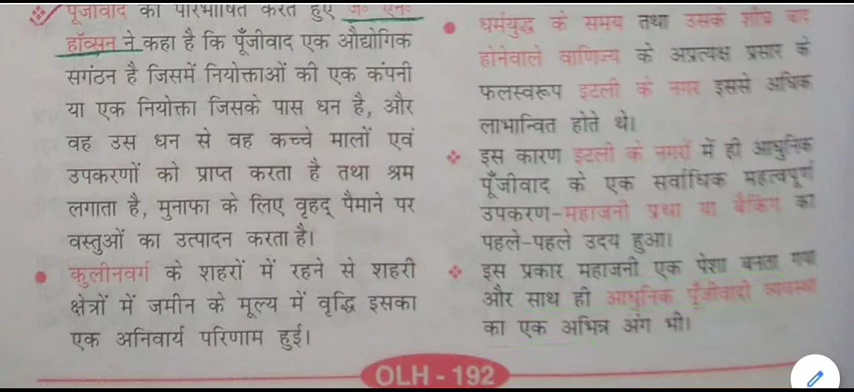 पूंजीवाद को परिभाषित करते हुए जे० एन०
हॉब्सन ने कहा है कि पूँजीवाद एक औद्योगिक
सगंठन है जिसमें नियोक्ताओं की एक कंपनी
या एक नियोक्ता जिसके पास धन है, और
वह उस धन से वह कच्चे मालों एवं
उपकरणों को प्राप्त करता है तथा श्रम
लगाता है, मुनाफा के लिए वृहद् पैमाने पर
वस्तुओं का उत्पादन करता है।
कुलीनवर्ग के शहरों में रहने से शहरी
क्षेत्रों में जमीन के मूल्य में वृद्धि इसका
एक अनिवार्य परिणाम हुई।
धर्मयुद्ध के समय तथा उसके शीघ्र बाद
होनेवाले वाणिज्य के अप्रत्यक्ष प्रसार के
फलस्वरूप इटली के नगर इससे अधिक
लाभान्वित होते थे।
इस कारण इटली के नगरों में ही आधुनिक
पूँजीवाद के एक सर्वाधिक महत्वपूर्ण
उपकरण-महाजनी प्रथा या बैंकिंग का
पहले-पहले उदय हुआ।
इस प्रकार महाजनी एक पेशा बनता गया
और साथ ही आधुनिक पूँजीवादी व्यवस्था
का एक अभिन्न अंग भी।
OLH - 192